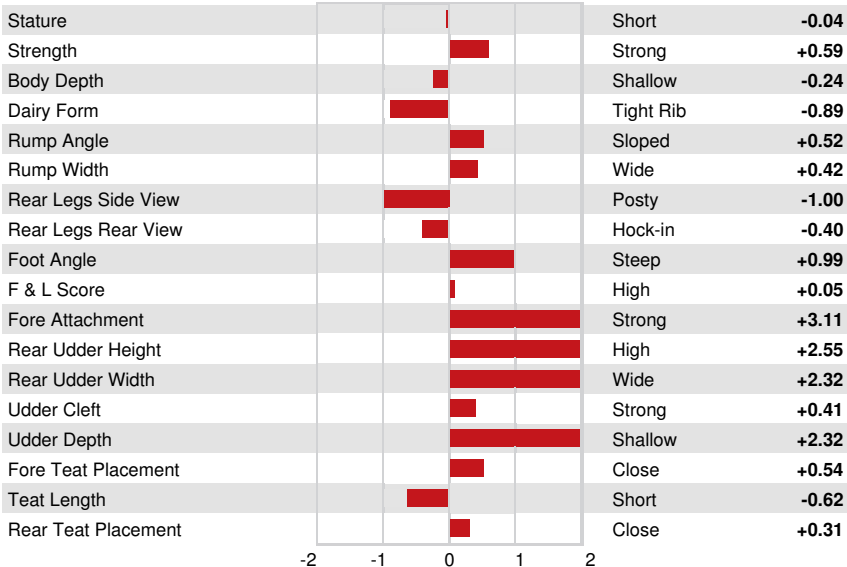 Stature Short -0.04
Strength Strong +0.59
Body Depth Shallow -0.24
Dairy Form Tight Rib -0.89
Rump Angle Sloped +0.52
Rump Width Wide +0.42
Rear Legs Side View Posty -1.00
Rear Legs Rear View Hock-in -0.40
Foot Angle Steep +0.99
F & L Score High +0.05
Fore Attachment Strong +3.11
Rear Udder Height High +2.55
Rear Udder Width Wide +2.32
Udder Cleft Strong +0.41
Udder Depth Shallow +2.32
Fore Teat Placement Close +0.54
Teat Length Short -0.62
Rear Teat Placement Close +0.31
-2 -1 0 1 2